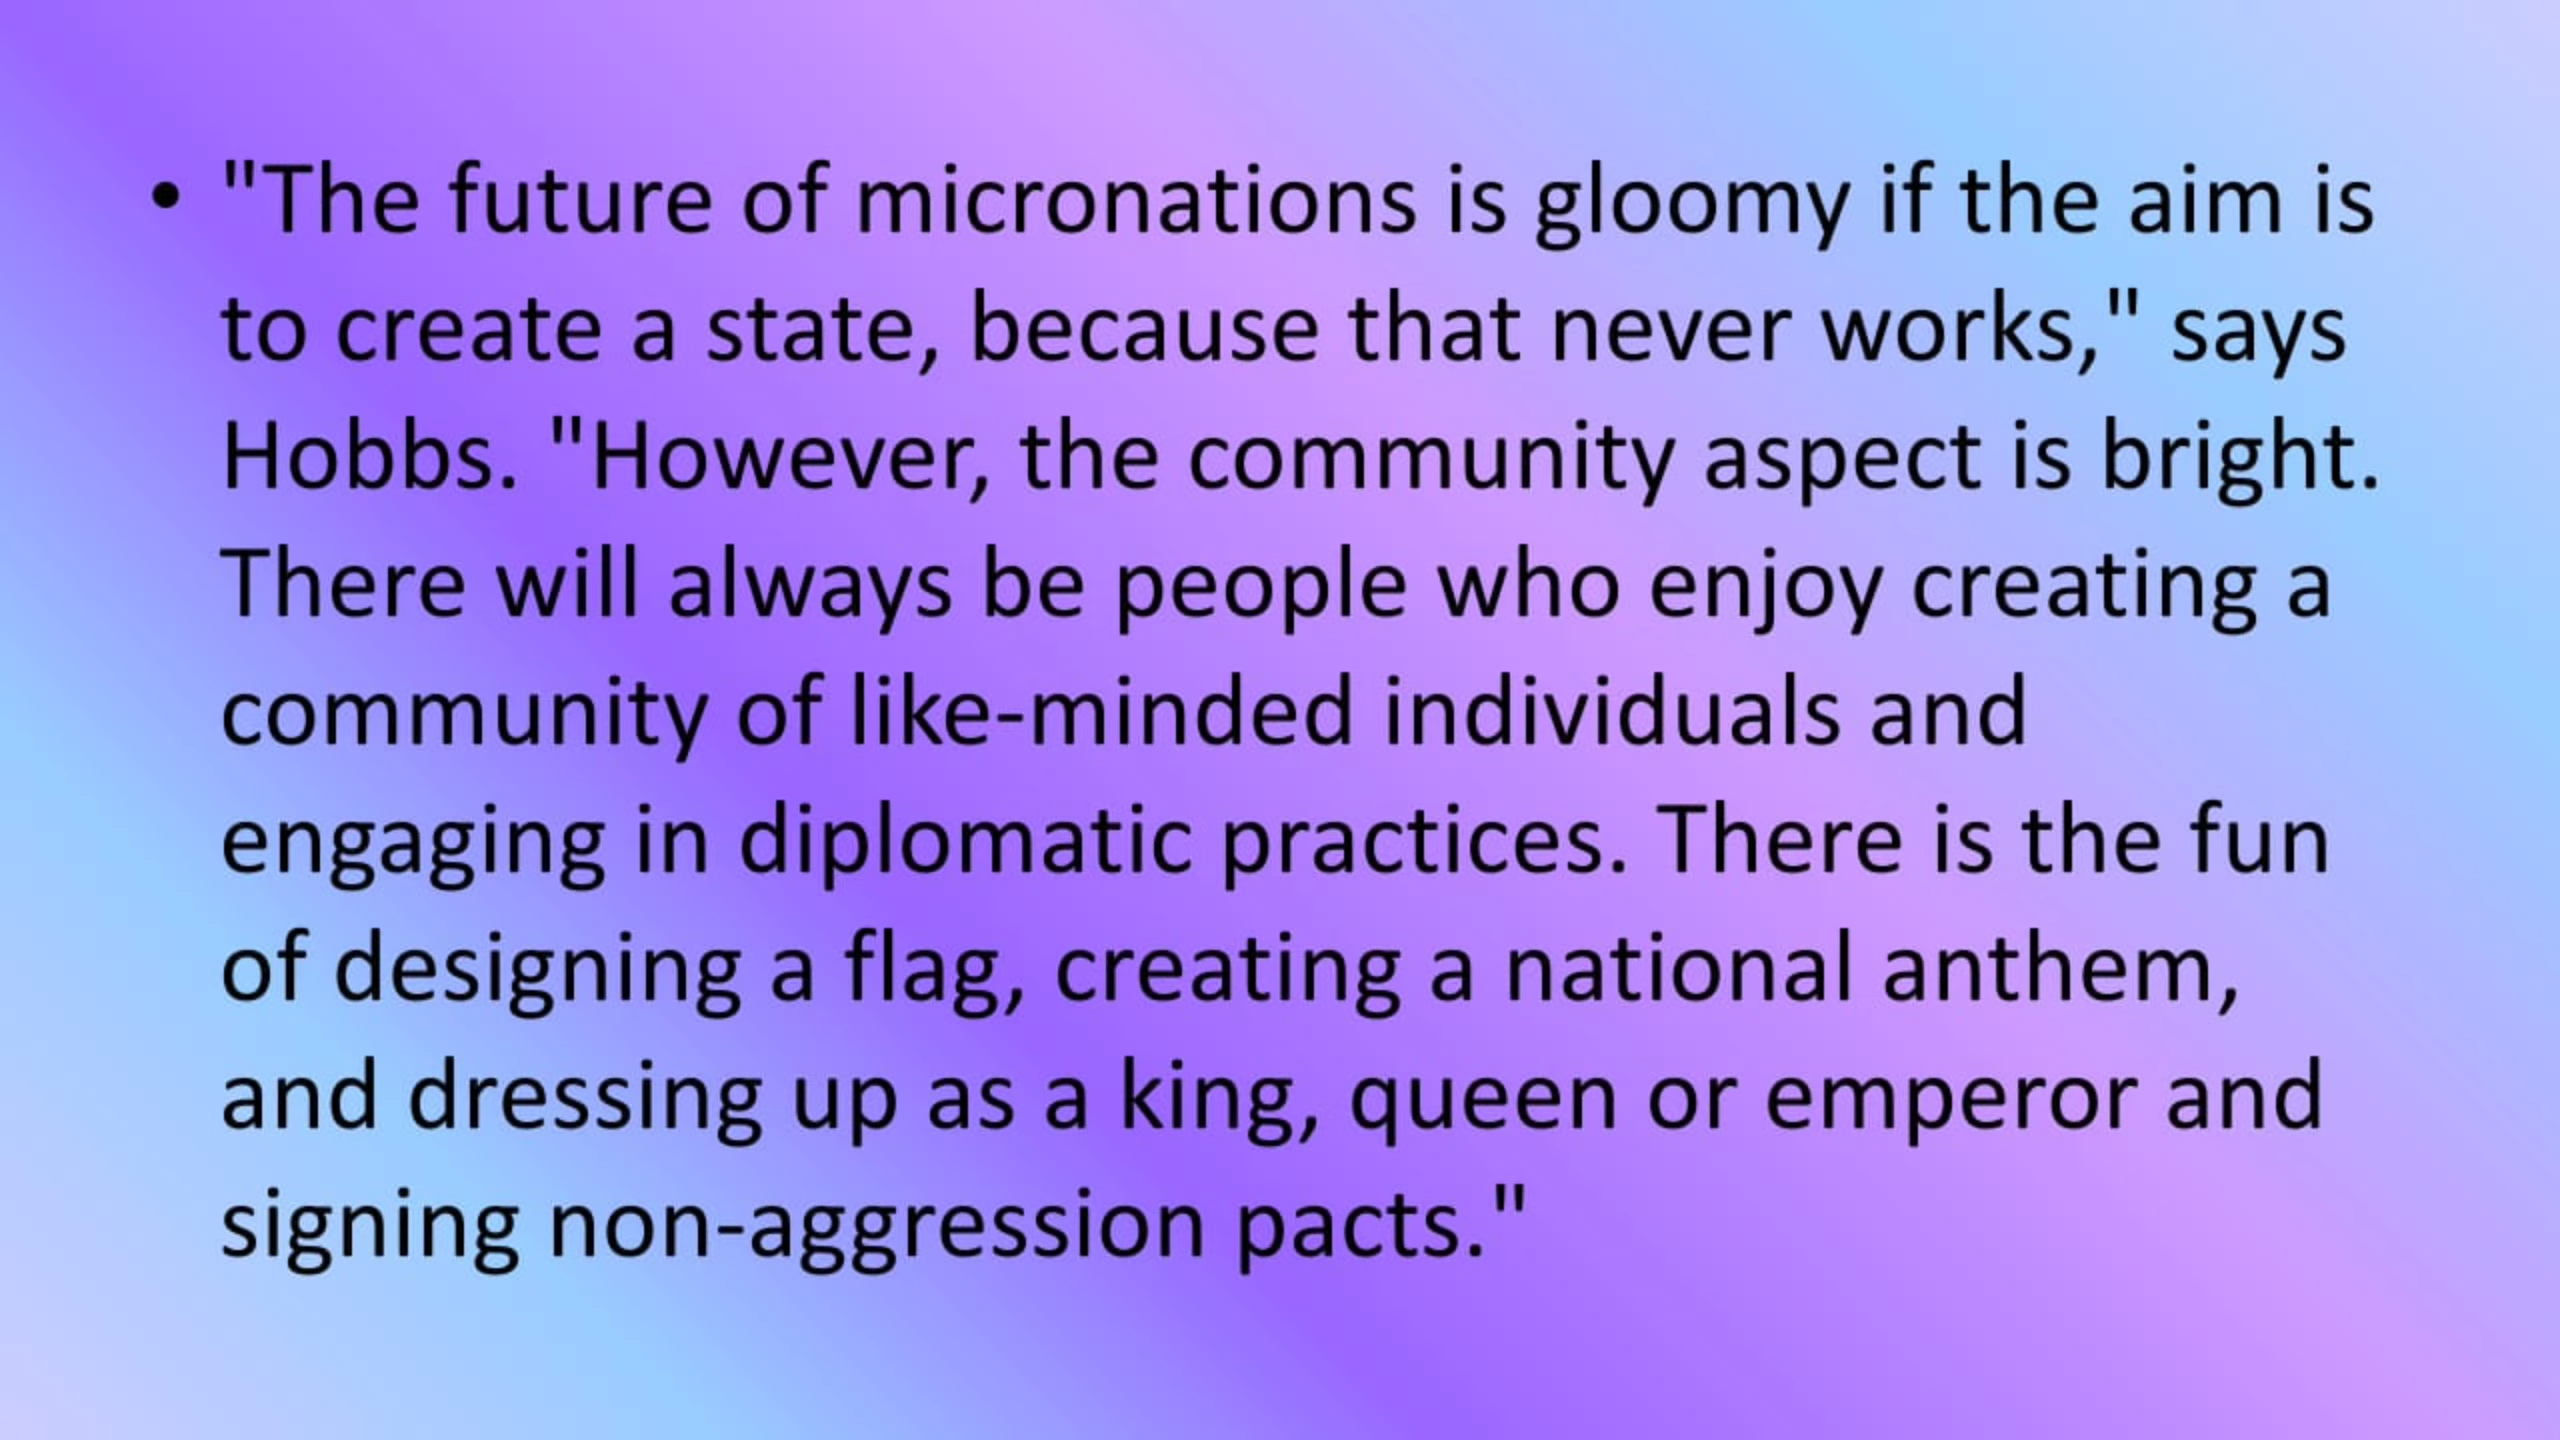 • "The future of micronations is gloomy if the aim is
to create a state, because that never works," says
Hobbs. "However, the community aspect is bright.
There will always be people who enjoy creating a
community of like-minded individuals and
engaging in diplomatic practices. There is the fun
of designing a flag, creating a national anthem,
and dressing up as a king, queen or emperor and
signing non-aggression pacts."